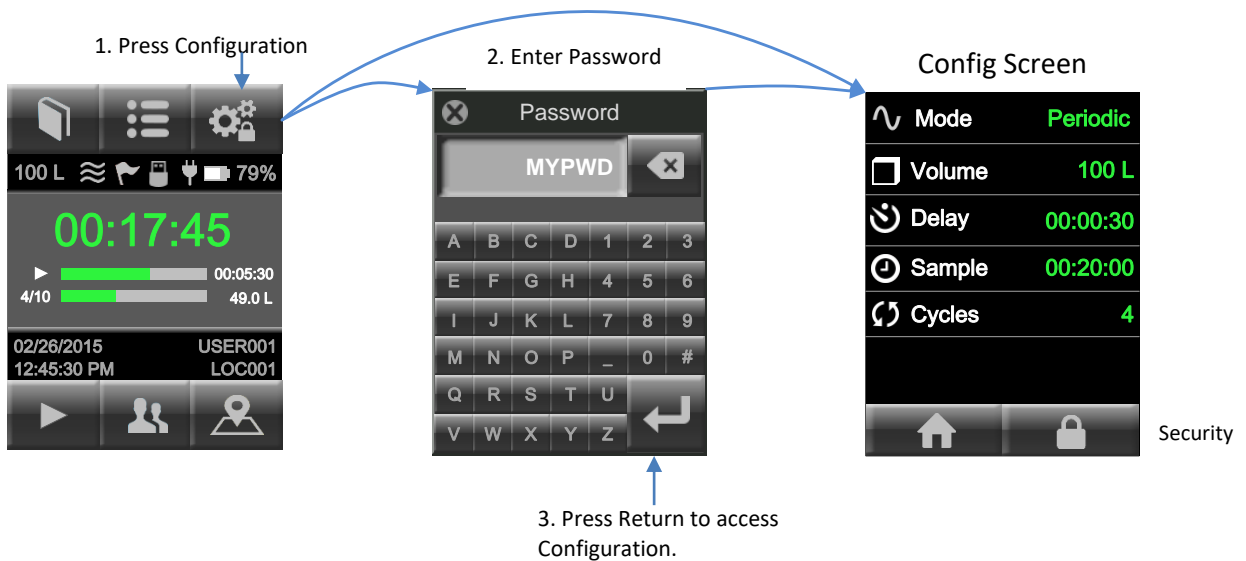 1. Press Configuration
2. Enter Password
Config Screen
100 L 79%
00:17:45
00:05:30
4/10 49.0 L
02/26/2015 USER001
12:45:30 PM LOC001
Password
MYPWD
A B C D 1 2 3
E F G H 4 5 6
I J K L 7 8 9
M N O P _ 0 #
Q R S T U
V W X Y Z
Mode Periodic
Volume 100 L
Delay 00:00:30
Sample 00:20:00
Cycles 4
Security
3. Press Return to access
Configuration.